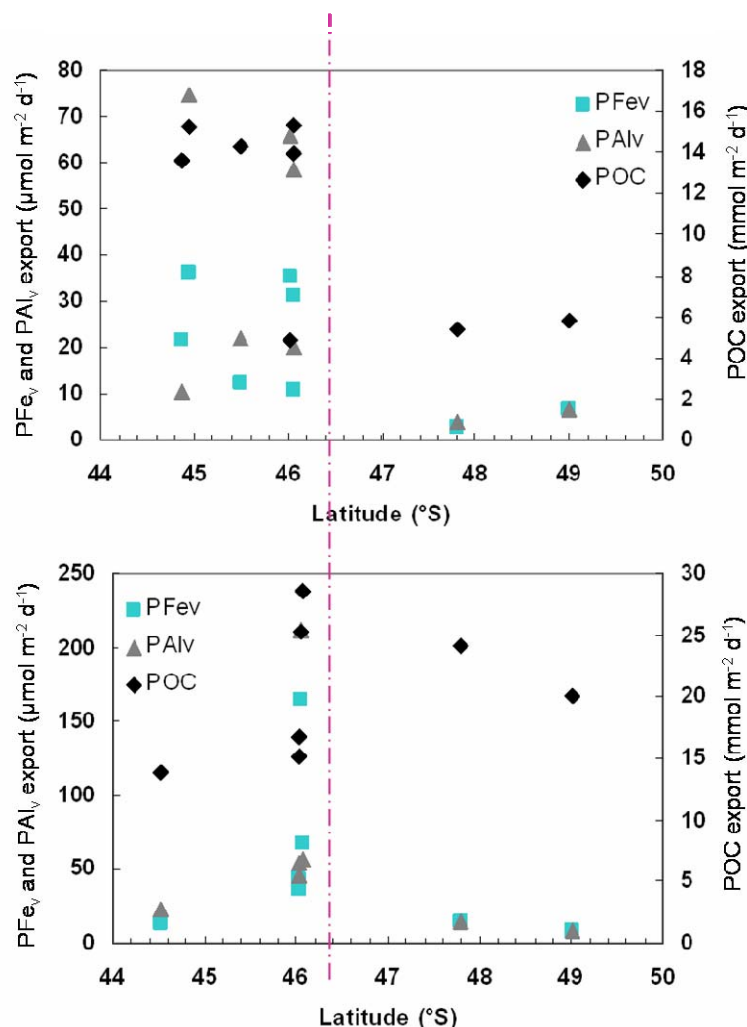 80
70
60
50
40
30
20
10
0
PFeᵥ and PAlᵥ export (µmol m⁻² d⁻¹)
18
16
14
12
10
8
6
4
2
0
POC export (mmol m⁻² d⁻¹)
PFev
PAlv
POC
44 45 46 47 48 49 50
Latitude (°S)
250
200
150
100
50
0
PFeᵥ and PAlᵥ export (µmol m⁻² d⁻¹)
30
25
20
15
10
5
0
POC export (mmol m⁻² d⁻¹)
PFev
PAlv
POC
44 45 46 47 48 49 50
Latitude (°S)